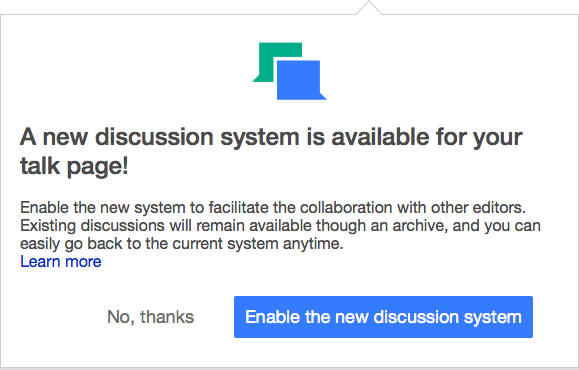 A new discussion system is available for your
talk page!
Enable the new system to facilitate the collaboration with other editors.
Existing discussions will remain available though an archive, and you can
easily go back to the current system anytime.
Learn more
No, thanks
Enable the new discussion system